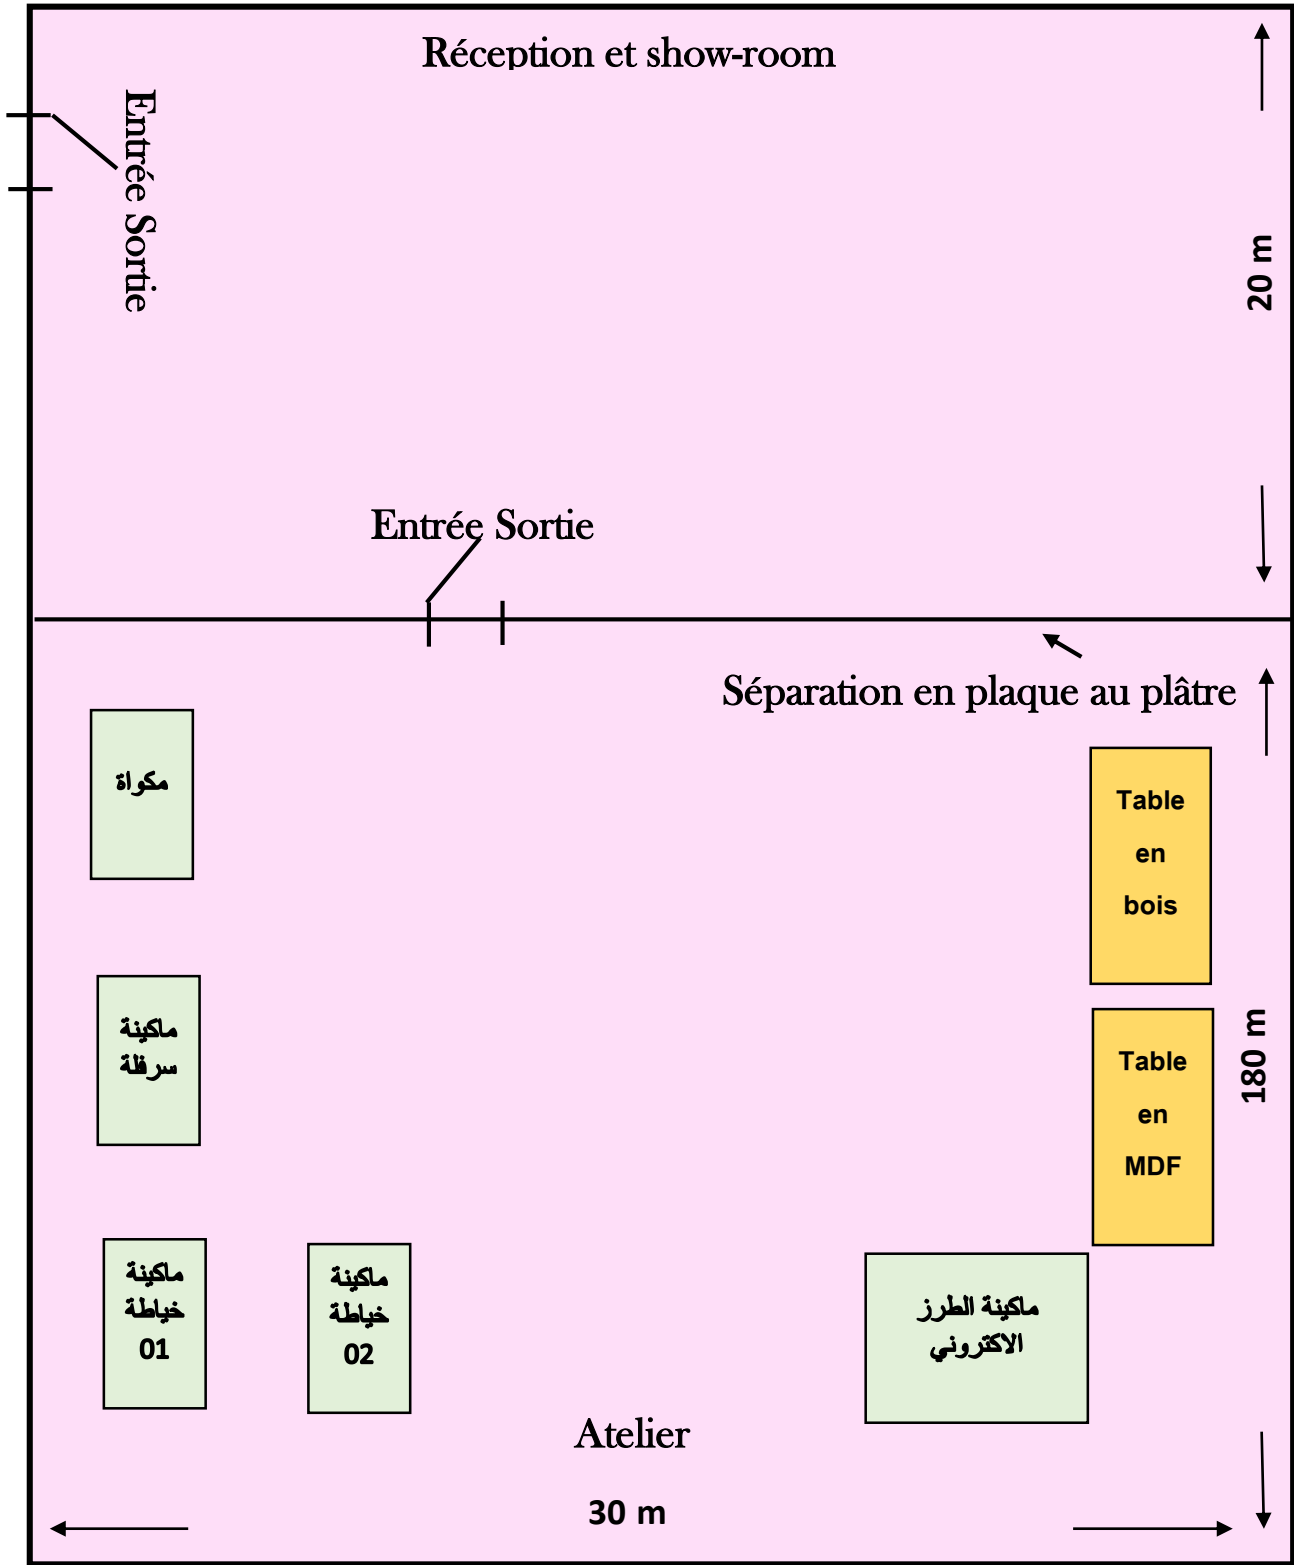 Réception et show-room
Entrée Sortie
20 m
Entrée Sortie
Séparation en plaque au plâtre
مكواة
Table
en
bois
ماكينة
سرفلة
Table
en
MDF
180 m
ماكينة
خياطة
01
ماكينة
خياطة
02
ماكينة الطرز
الاكتروني
Atelier
30 m